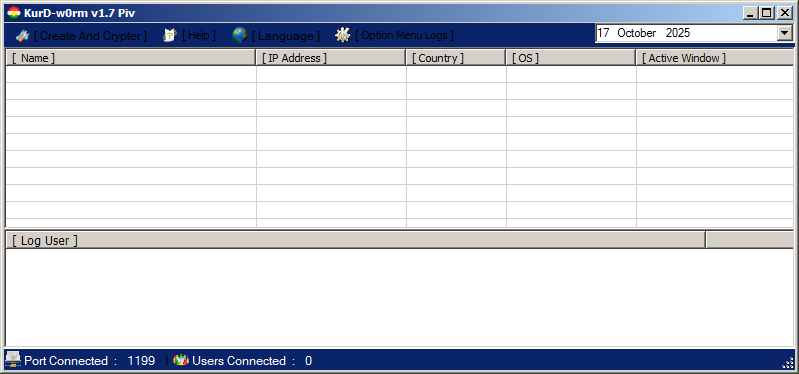 KurD-w0rm v1.7 Piv
[ Create And Crypter ] [ Help ] [ Language ] [ Option Menu Logs ] 17 October 2025
[ Name ] [ IP Address ] [ Country ] [ OS ] [ Active Window ]
[ Log User ]
Port Connected : 1199 Users Connected : 0